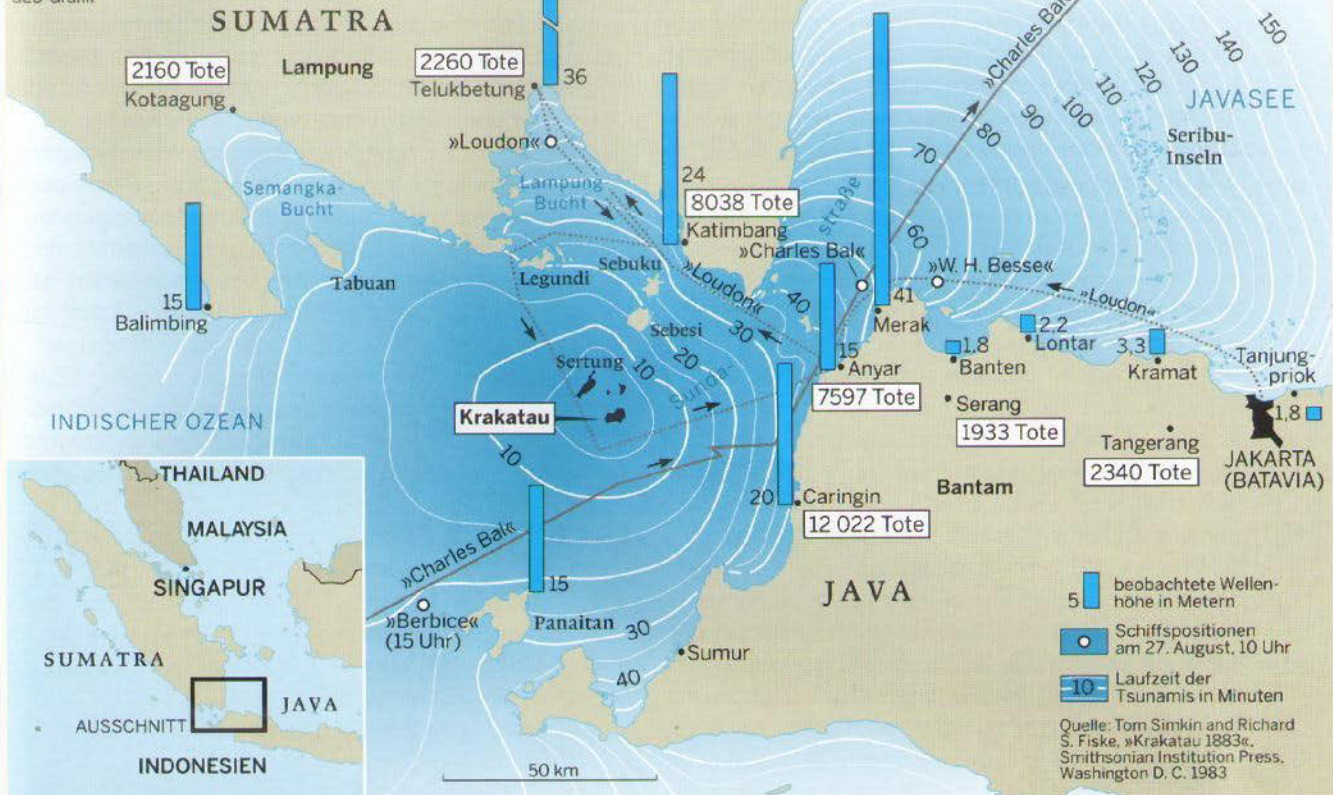 des Grafik
SUMATRA
2160 Tote
Kotaagung
Lampung
2260 Tote
Telukbetung
36
»Loudon«
Semangka-
Bucht
Lampung
Bucht
24
8038 Tote
Katimbang
»Charles Bal«
straße
»Charles Bal«
150
140
130
120
110
100
90
80
70
60
JAVASEE
Seribu-
Inseln
»W. H. Besse«
»Loudon«
15
Balimbing
Tabuan
Legundi
Sebuku
»Loudon«
Sebesi
40
30
20
10
Sertung
Sunda-
Krakatau
10
41
Merak
15
Anyar
7597 Tote
1,8
Banten
2,2
Lontar
3,3
Kramat
Tanjung-
priok
1,8
Serang
1933 Tote
Tangerang
2340 Tote
JAKARTA
(BATAVIA)
INDISCHER OZEAN
20
Caringin
12 022 Tote
Bantam
JAVA
»Charles Bal«
15
»Berbice«
(15 Uhr)
Panaitan
30
40
Sumur
THAILAND
MALAYSIA
SINGAPUR
SUMATRA
JAVA
AUSSCHNITT
INDONESIEN
50 km
5
beobachtete Wellen-
höhe in Metern
Schiffspositionen
am 27. August, 10 Uhr
10
Laufzeit der
Tsunamis in Minuten
Quelle: Tom Simkin and Richard
S. Fiske, »Krakatau 1883«,
Smithsonian Institution Press,
Washington D. C. 1983